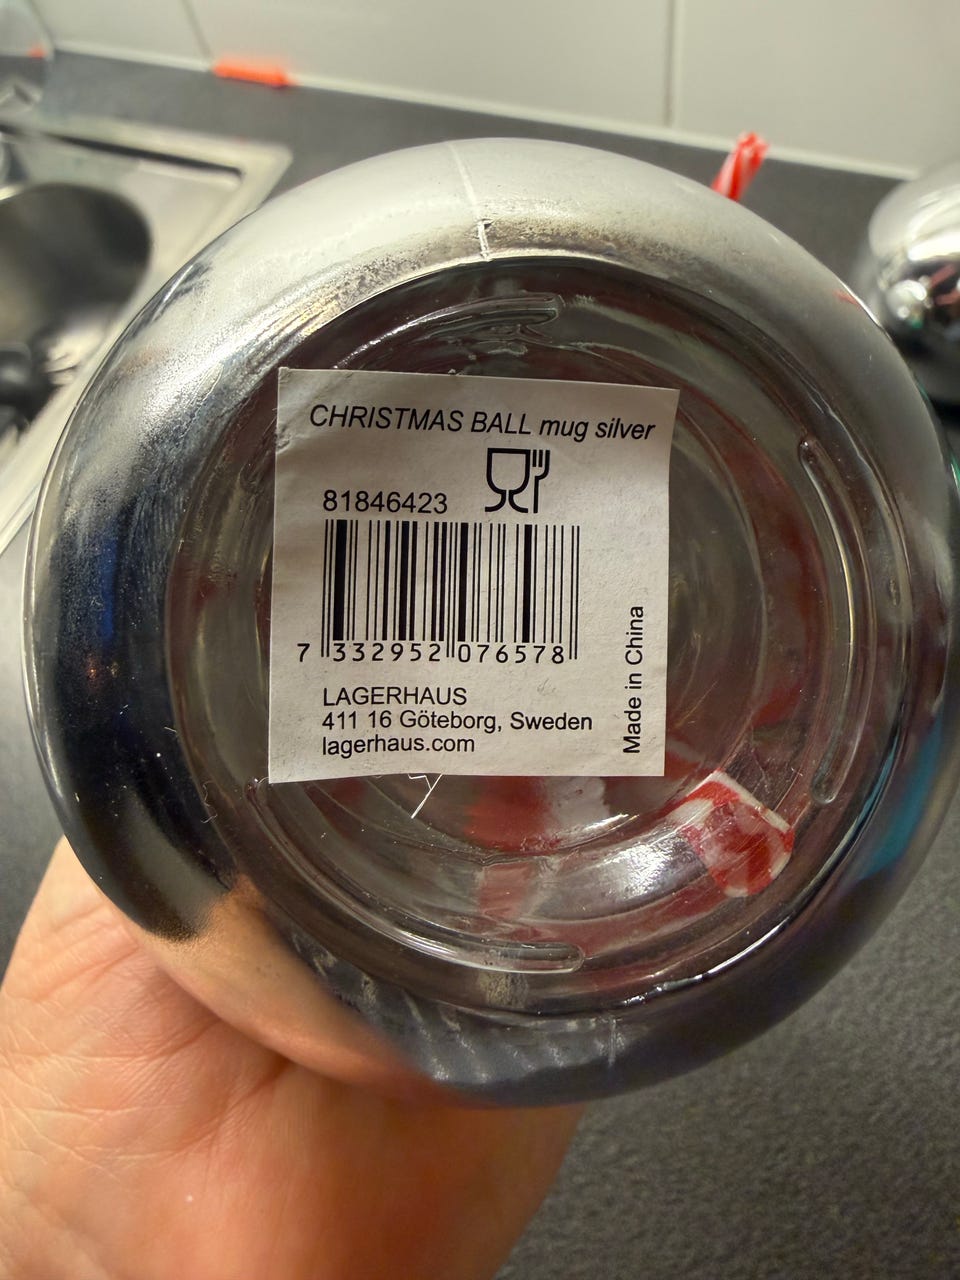 CHRISTMAS BALL mug silver
81846423
7 332952 076578
LAGERHAUS
411 16 Göteborg, Sweden
lagerhaus.com
Made in China